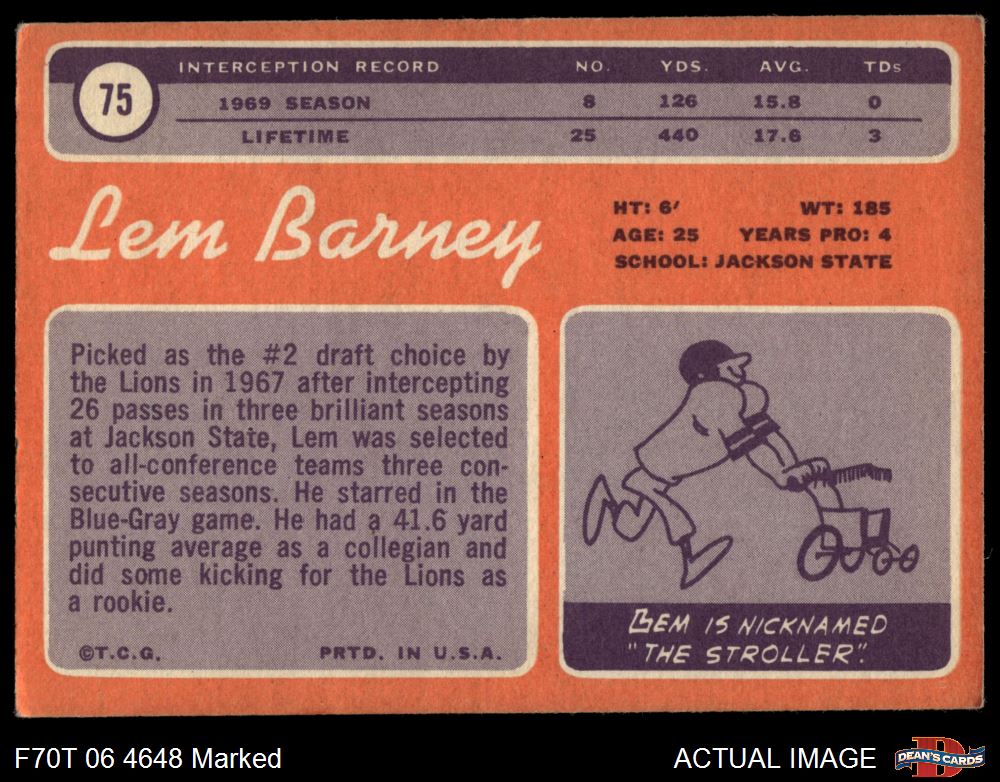 75
INTERCEPTION RECORD NO. YDS. AVG. TDs
1969 SEASON 8 126 15.8 0
LIFETIME 25 440 17.6 3
Lem Barney
HT: 6' WT: 185
AGE: 25 YEARS PRO: 4
SCHOOL: JACKSON STATE
Picked as the #2 draft choice by
the Lions in 1967 after intercepting
26 passes in three brilliant seasons
at Jackson State, Lem was selected
to all-conference teams three con-
secutive seasons. He starred in the
Blue-Gray game. He had a 41.6 yard
punting average as a collegian and
did some kicking for the Lions as
a rookie.
©T.C.G. PRTD. IN U.S.A.
LEM IS NICKNAMED
"THE STROLLER".
F70T 06 4648 Marked
ACTUAL IMAGE
D
DEAN'S CARDS